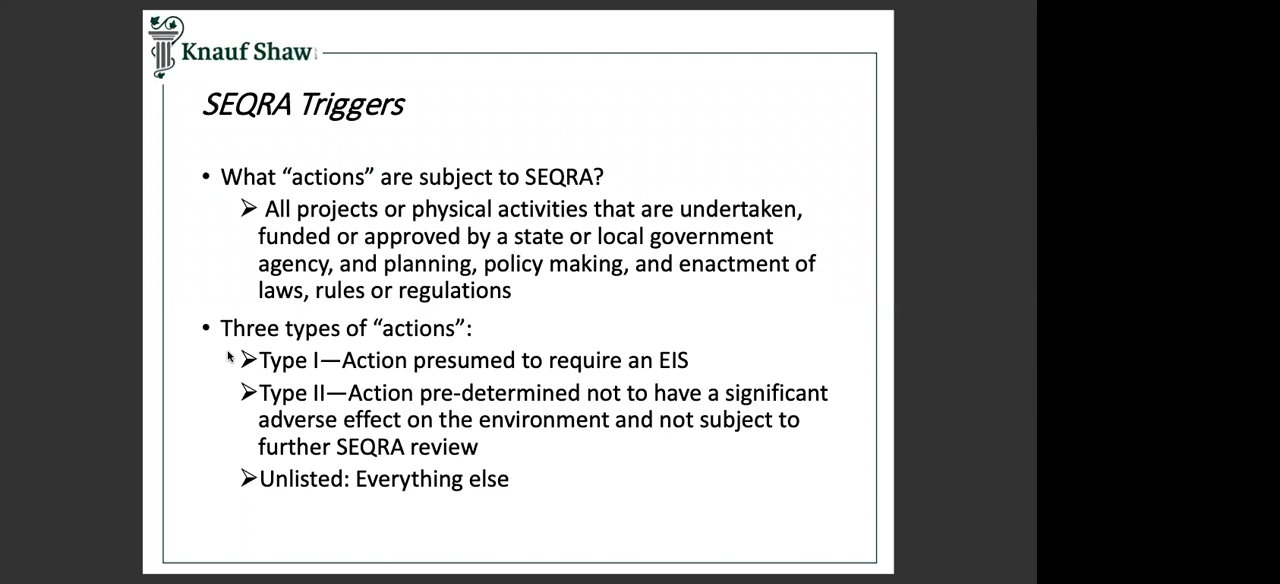 Knauf Shaw
SEQRA Triggers
• What “actions” are subject to SEQRA?
➢ All projects or physical activities that are undertaken,
funded or approved by a state or local government
agency, and planning, policy making, and enactment of
laws, rules or regulations
• Three types of “actions”:
➢Type I—Action presumed to require an EIS
➢Type II—Action pre-determined not to have a significant
adverse effect on the environment and not subject to
further SEQRA review
➢Unlisted: Everything else